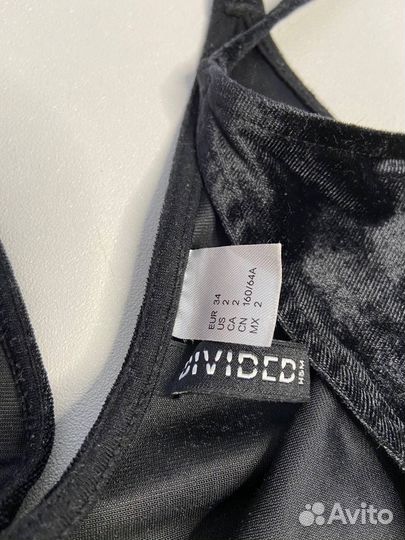 EUR 34
US 2
CA 2
CN 160/64A
MX 2
DIVIDED
H&M
Avito